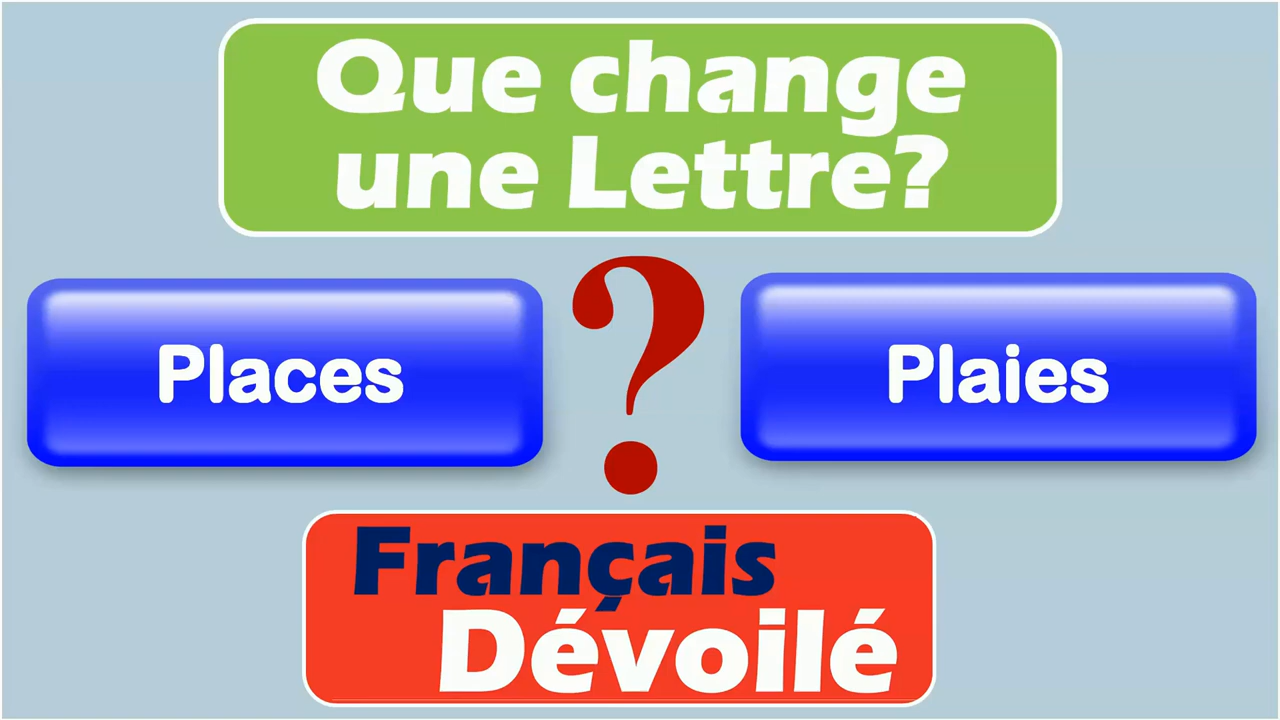 Que change
une Lettre?
Places
?
Plaies
Français
Dévoilé